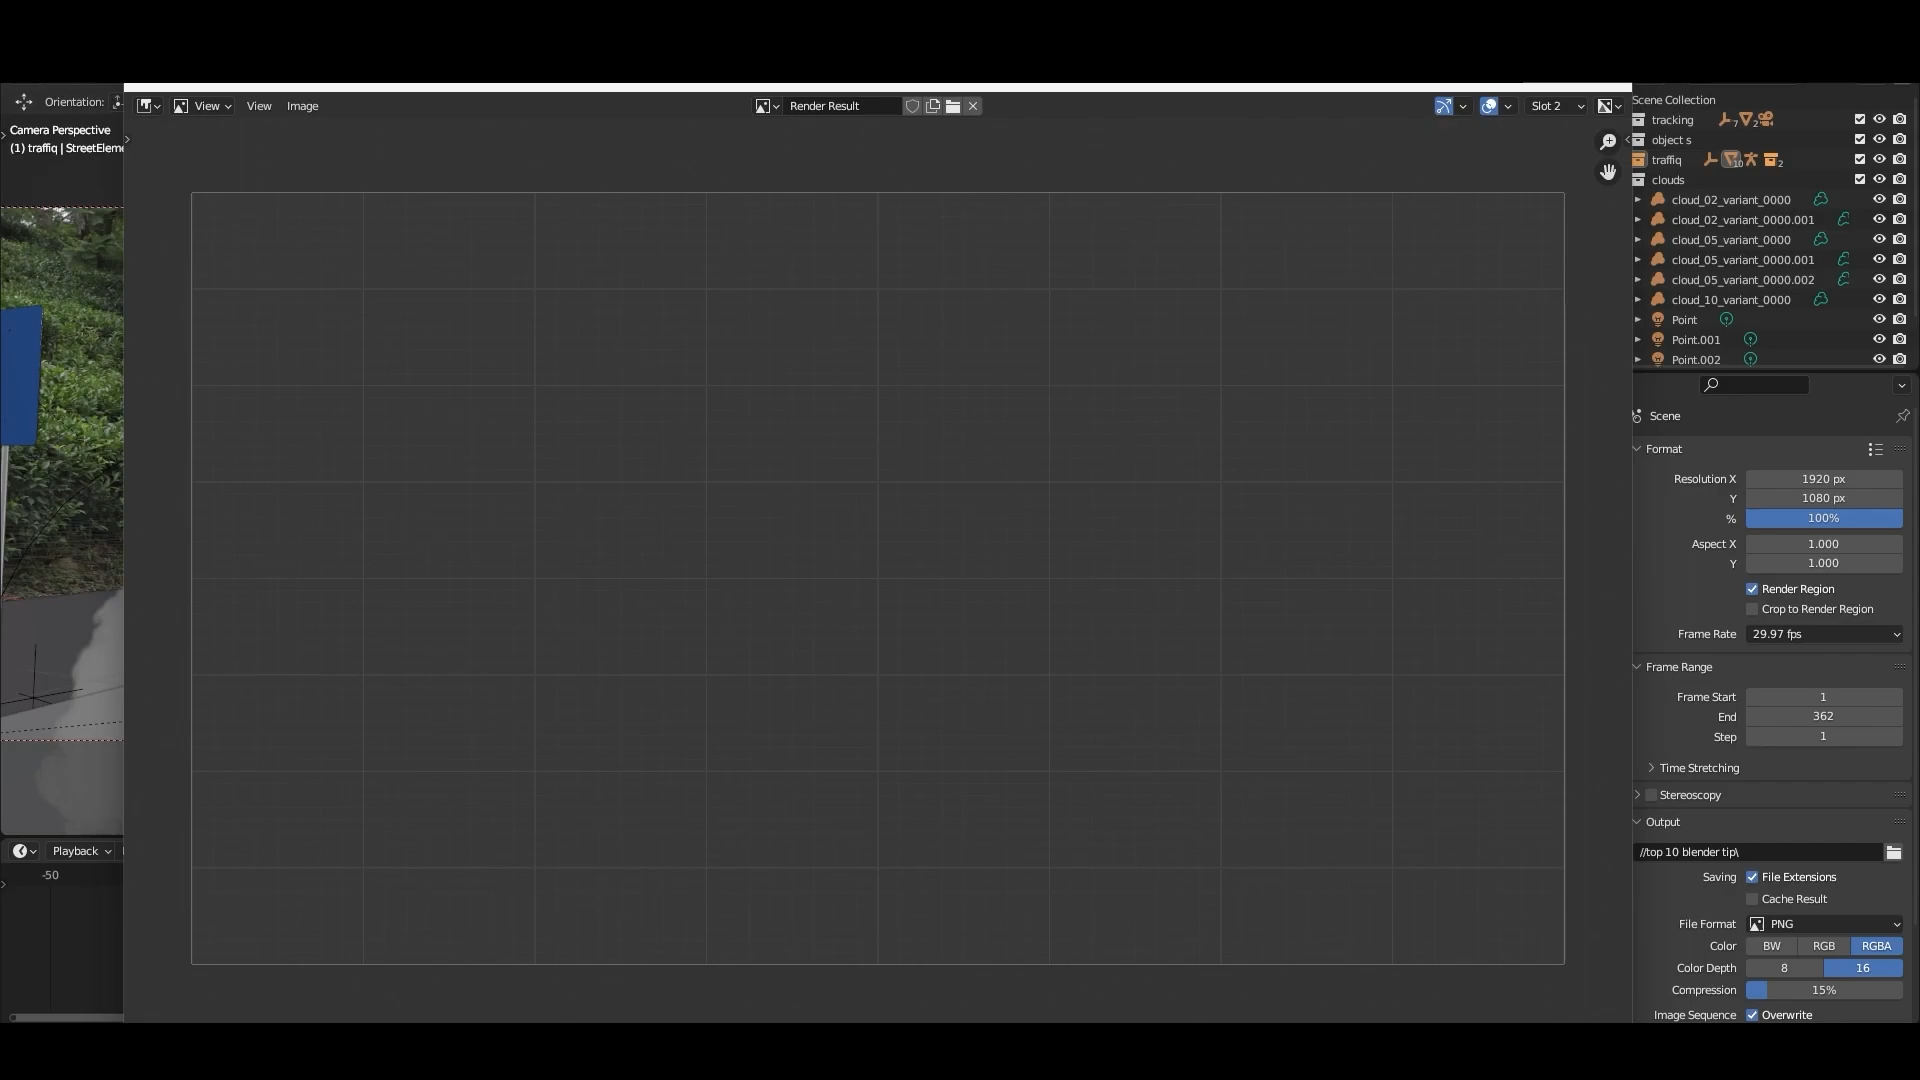 Orientation:
View
View
Image
Render Result
Slot 2
Camera Perspective
(1) traffiq | StreetEleme
Scene Collection
tracking
7
2
object s
traffiq
10
2
clouds
cloud_02_variant_0000
cloud_02_variant_0000.001
cloud_05_variant_0000
cloud_05_variant_0000.001
cloud_05_variant_0000.002
cloud_10_variant_0000
Point
Point.001
Point.002
Scene
Format
Resolution X 1920 px
Y 1080 px
% 100%
Aspect X 1.000
Y 1.000
Render Region
Crop to Render Region
Frame Rate 29.97 fps
Frame Range
Frame Start 1
End 362
Step 1
Time Stretching
Stereoscopy
Output
//top 10 blender tip\
Saving File Extensions
Cache Result
File Format PNG
Color BW RGB RGBA
Color Depth 8 16
Compression 15%
Image Sequence Overwrite
Playback
-50